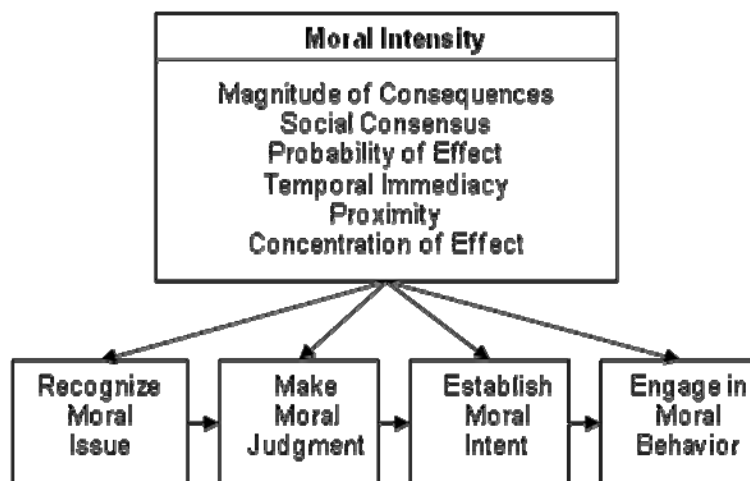 Moral Intensity
Magnitude of Consequences
Social Consensus
Probability of Effect
Temporal Immediacy
Proximity
Concentration of Effect
Recognize
Moral
Issue
Make
Moral
Judgment
Establish
Moral
Intent
Engage in
Moral
Behavior